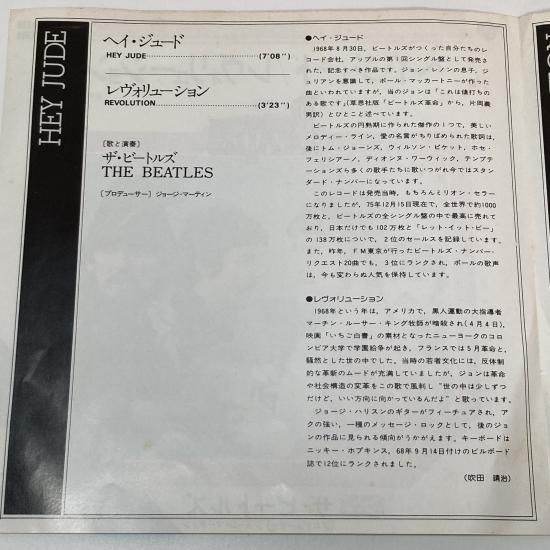 HEY JUDE
ヘイ・ジュード
HEY JUDE (7'08")
レヴォリューション
REVOLUTION (3'23")
〔歌と演奏〕
ザ・ビートルズ
THE BEATLES
〔プロデューサー〕 ジョージ・マーティン
●ヘイ・ジュード
1968年8月30日，ビートルズがつくった自分たちのレ
コード会社，アップルの第1回シングル盤として発売さ
れた，記念すべき作品です。ジョン・レノンの息子，ジ
ュリアンを意識して，ポール・マッカートニーが作った
曲といわれていますが，当のジョンは「これは値打ちの
ある歌です」(草思社版「ビートルズ革命」から，片岡義
男訳)とひとこと述べています。
ビートルズの円熟期に作られた傑作の1つで，美しい
メロディー・ライン，愛の名言がちりばめられた歌詞は，
後にトム・ジョーンズ，ウィルソン・ピケット，ホセ・
フェリシアーノ，ディオンヌ・ワーウィック，テンプテ
ーションズら多くの歌手たちに歌いつがれ今ではスタン
ダード・ナンバーになっています。
このレコードは発売当時，もちろんミリオン・セラー
になりましたが，75年12月15日現在で，全世界で約1000
万枚と，ビートルズの全シングル盤の中で最高に売れて
おり，日本だけでも102万枚と「レット・イット・ビー」
の138万枚についで，2位のセールスを記録しています。
また，昨年，FM東京が行ったビートルズ・ナンバー・
リクエスト20曲でも，3位にランクされ，ポールの歌声
は，今も変わらぬ人気を保持しています。
●レヴォリューション
1968年という年は，アメリカで，黒人運動の大指導者
マーチン・ルーサー・キング牧師が暗殺され(4月4日)，
映画「いちご白書」の素材となったニューヨークのコロ
ンビア大学で学園紛争が起き，フランスでは5月革命と，
騒然とした世の中でした。当時の若者文化には，反体制
的な革新のムードが充満していましたが，ジョンは革命
や社会構造の変革をこの歌で風刺し"世の中は少しずつ
だけど，いい方向に向かっているんだよ"と歌っています。
ジョージ・ハリスンのギターがフィーチュアされ，ア
クの強い，一種のメッセージ・ロックとして，後のジョ
ンの作品に見られる傾向がうかがえます。キーボードは
ニッキー・ホプキンス，68年9月14日付けのビルボード
誌で12位にランクされました。
(吹田 請治)